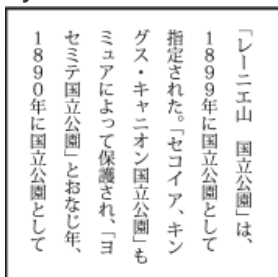 「レーニエ山　国立公園」は、
1899年に国立公園として
指定された。「セコイア、キン
グス・キャニオン国立公園」も
ミュアによって保護され、「ヨ
セミテ国立公園」とおなじ年、
1890年に国立公園として